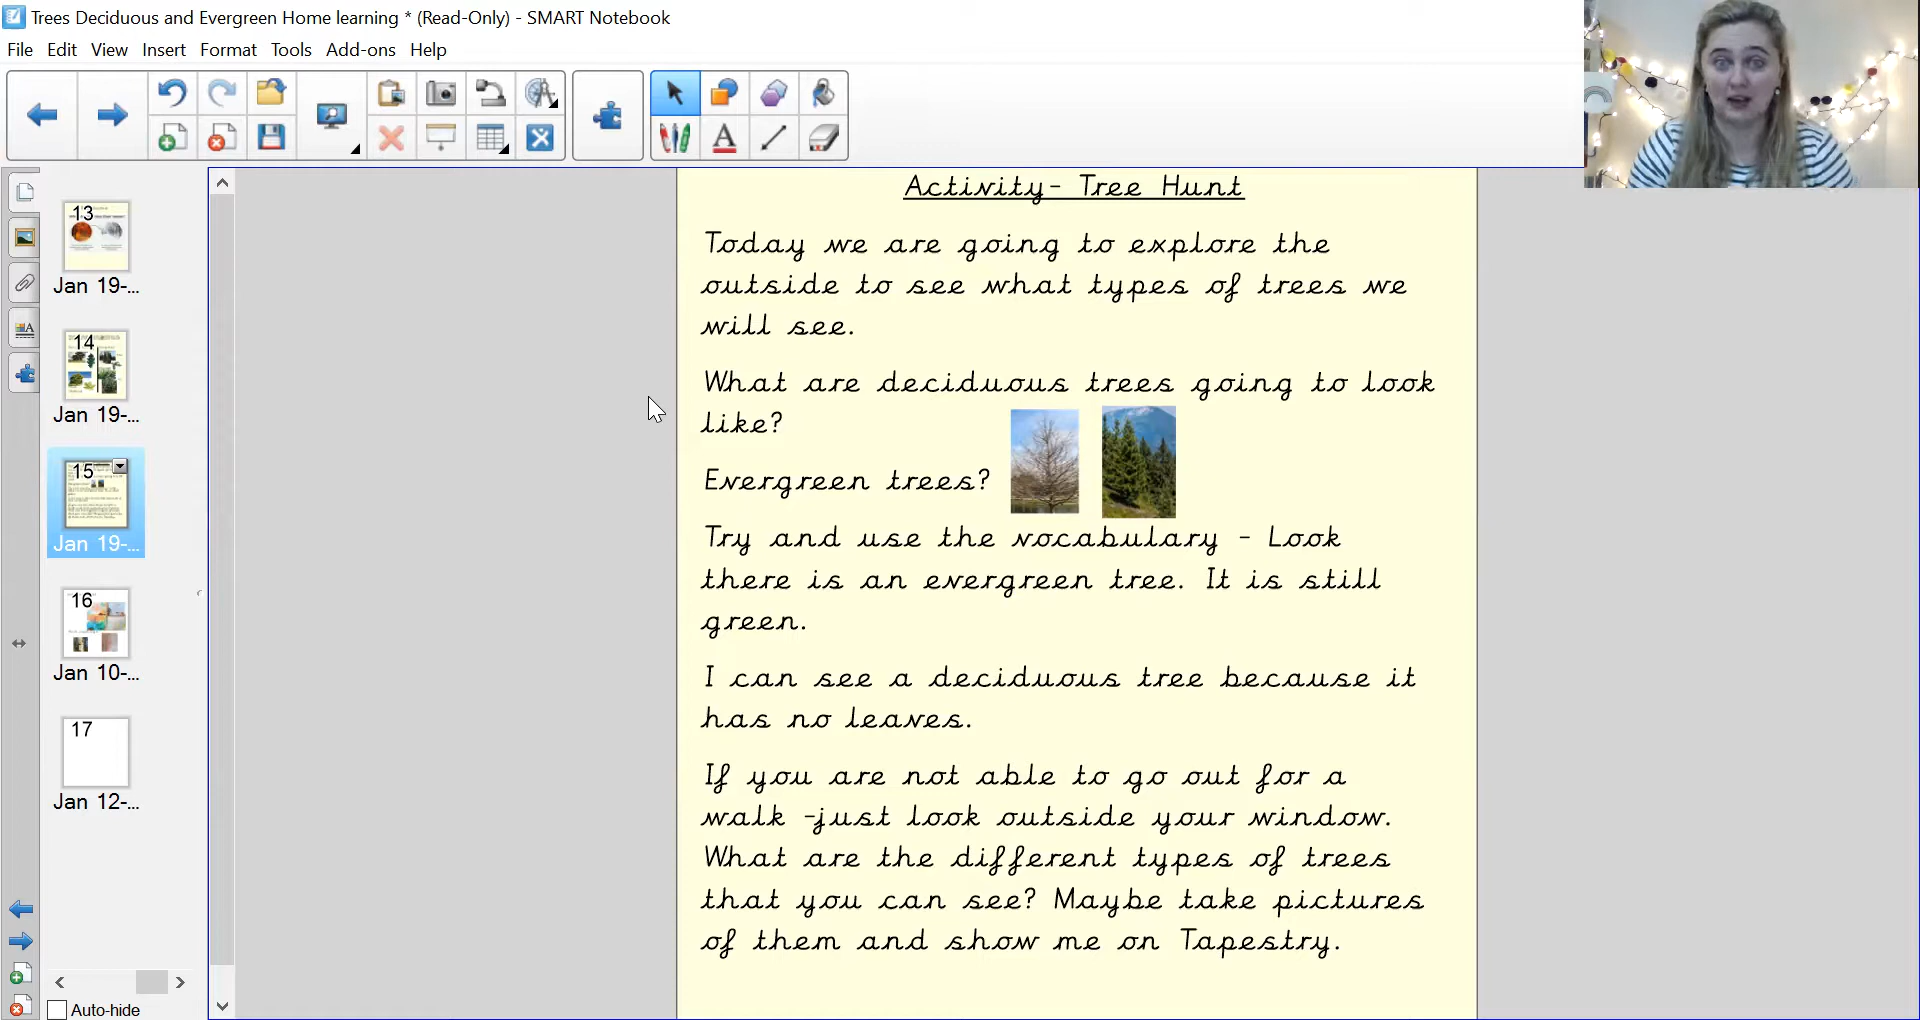 Trees Deciduous and Evergreen Home learning * (Read-Only) - SMART Notebook
File Edit View Insert Format Tools Add-ons Help
13
Jan 19-...
14
Jan 19-...
15
Jan 19-...
16
Jan 10-...
17
Jan 12-...
Auto-hide
Activity- Tree Hunt
Today we are going to explore the
outside to see what types of trees we
will see.
What are deciduous trees going to look
like?
Evergreen trees?
Try and use the vocabulary - Look
there is an evergreen tree. It is still
green.
I can see a deciduous tree because it
has no leaves.
If you are not able to go out for a
walk -just look outside your window.
What are the different types of trees
that you can see? Maybe take pictures
of them and show me on Tapestry.